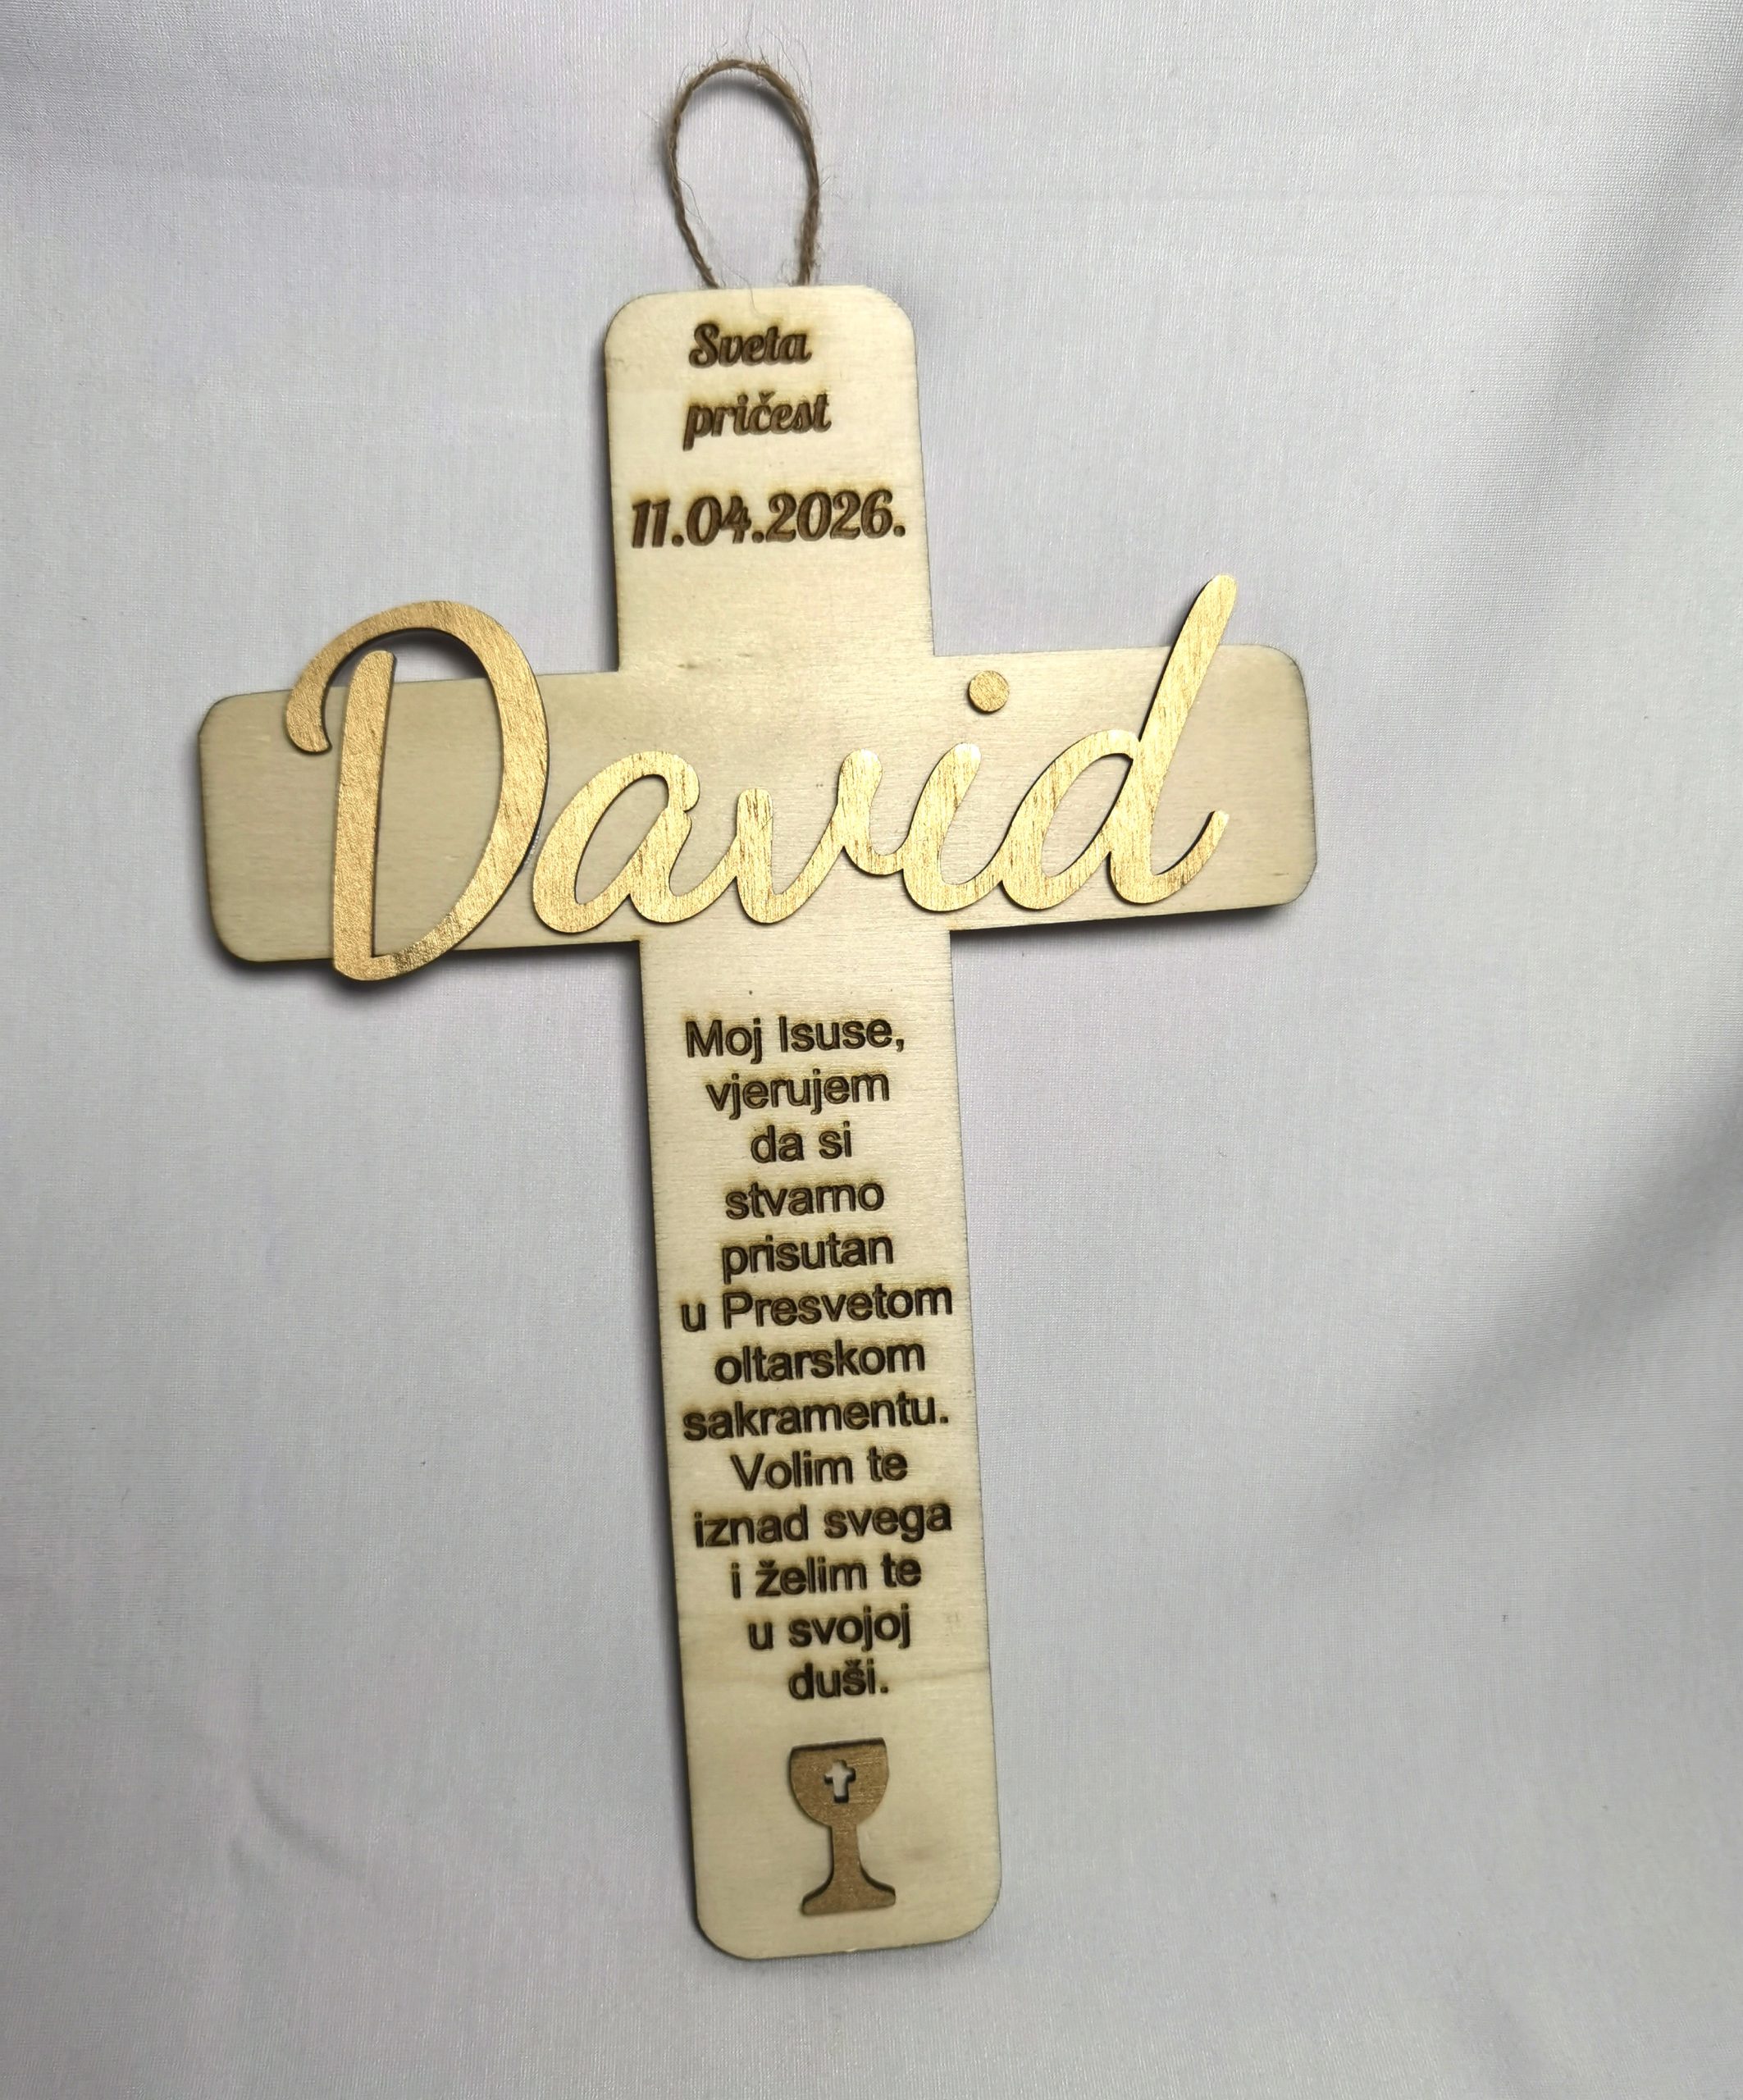 Sveta
pričest
11.04.2026.
David
Moj Isuse,
vjerujem
da si
stvarno
prisutan
u Presvetom
oltarskom
sakramentu.
Volim te
iznad svega
i želim te
u svojoj
duši.